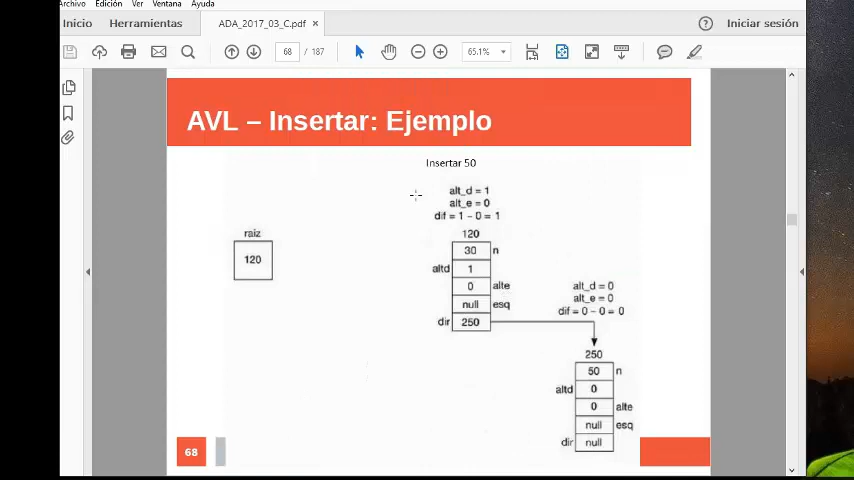 Archivo Edición Ver Ventana Ayuda
Inicio Herramientas ADA_2017_03_C.pdf × Iniciar sesión
68 / 187 65.1%
AVL – Insertar: Ejemplo
Insertar 50
alt_d = 1
alt_e = 0
dif = 1 - 0 = 1
raiz
120
120
30 n
altd 1
0 alte
null esq
dir 250
alt_d = 0
alt_e = 0
dif = 0 - 0 = 0
250
50 n
altd 0
0 alte
null esq
dir null
68